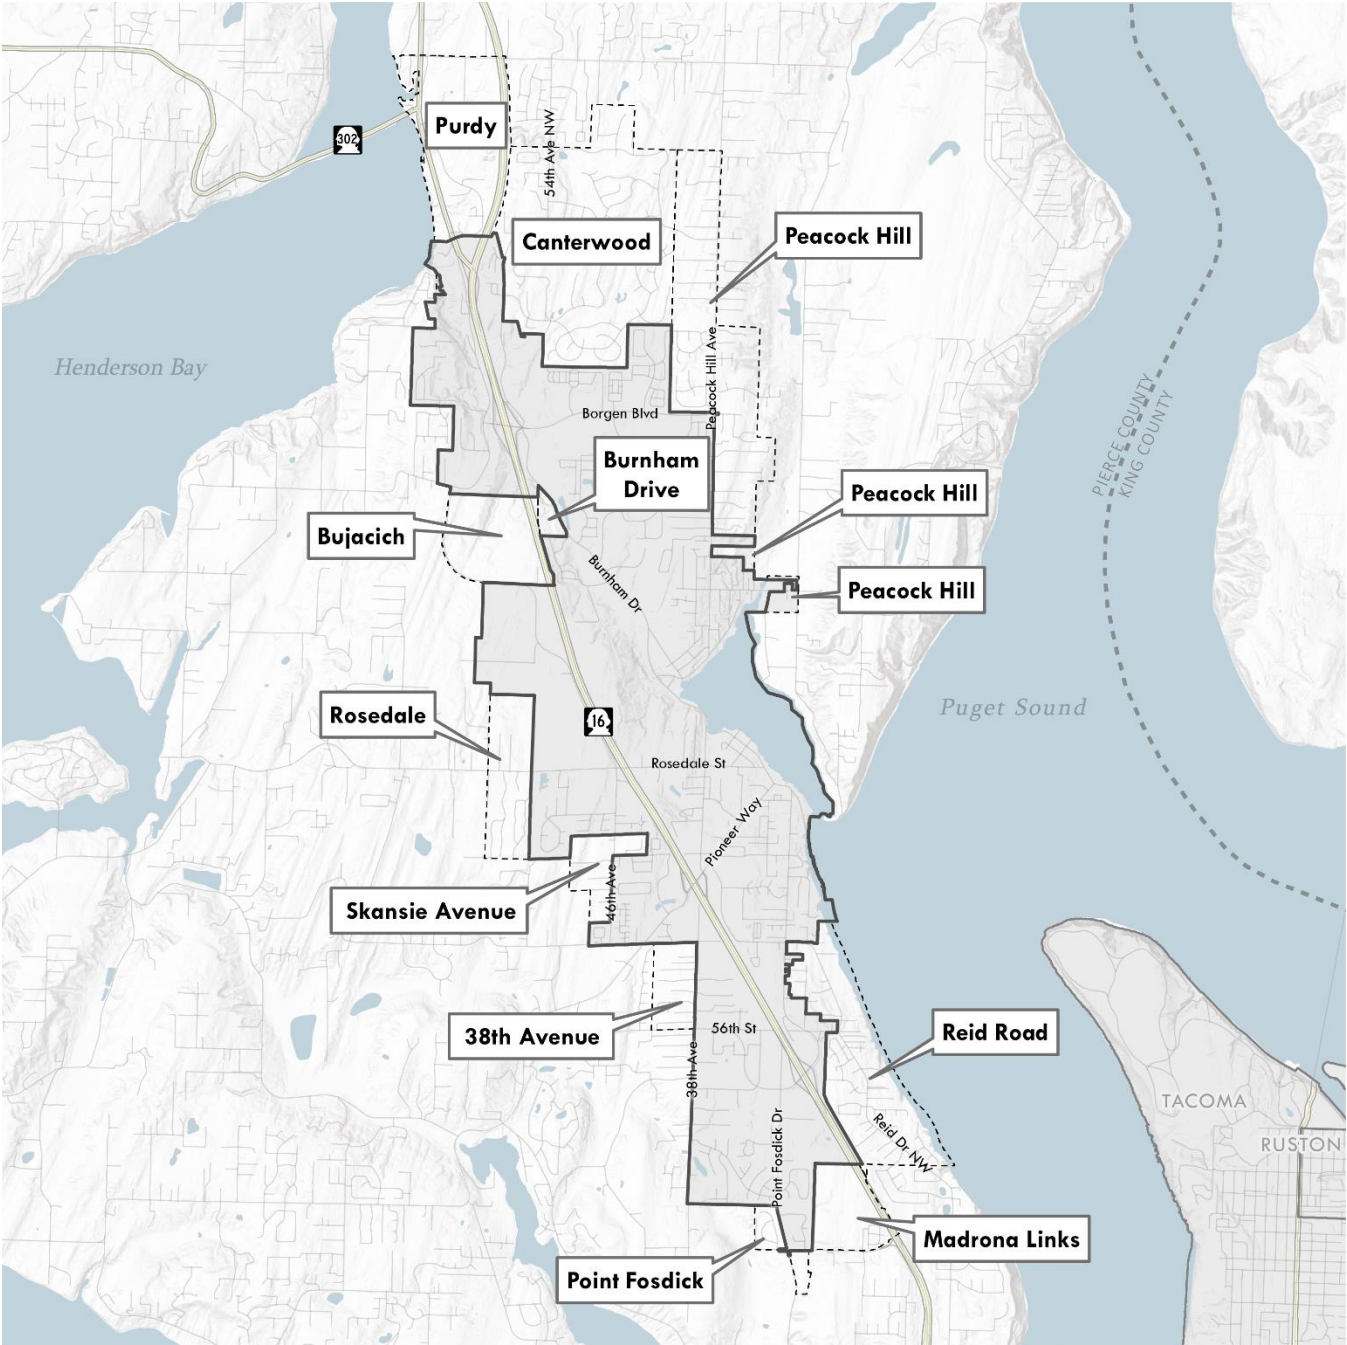 Purdy
302
54th Ave NW
Canterwood
Peacock Hill
Henderson Bay
Peacock Hill Ave
Borgen Blvd
PIERCE COUNTY
KING COUNTY
Burnham
Drive
Peacock Hill
Bujacich
Burnham Dr
Peacock Hill
Rosedale
16
Puget Sound
Rosedale St
Pioneer Way
Skansie Avenue
46th Ave
38th Avenue
56th St
Reid Road
38th Ave
TACOMA
Point Fosdick Dr
Reid Dr NW
RUSTON
Madrona Links
Point Fosdick